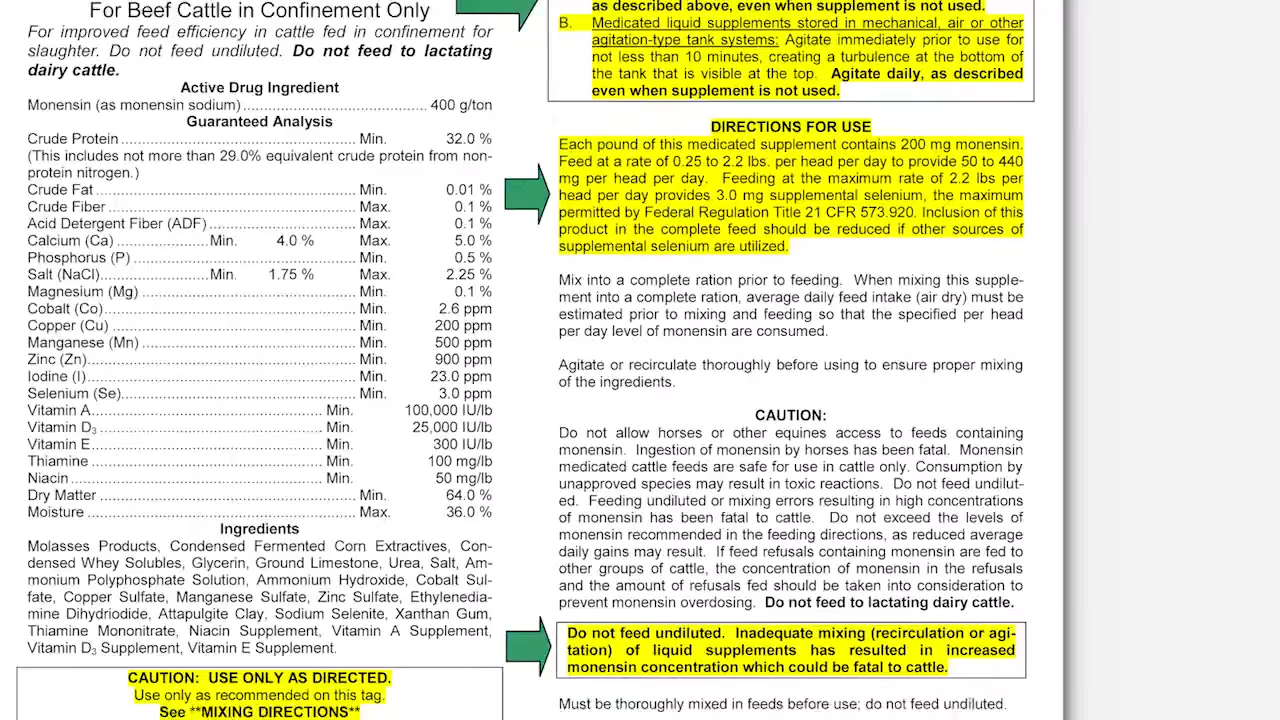 For Beef Cattle in Confinement Only
For improved feed efficiency in cattle fed in confinement for
slaughter. Do not feed undiluted. Do not feed to lactating
dairy cattle.
Active Drug Ingredient
Monensin (as monensin sodium) ............................................. 400 g/ton
Guaranteed Analysis
Crude Protein ......................................................... Min. 32.0 %
(This includes not more than 29.0% equivalent crude protein from non-
protein nitrogen.)
Crude Fat ............................................................... Min. 0.01 %
Crude Fiber ............................................................ Max. 0.1 %
Acid Detergent Fiber (ADF) ................................... Max. 0.1 %
Calcium (Ca) ......................Min. 4.0 % Max. 5.0 %
Phosphorus (P) ..................................................... Min. 0.5 %
Salt (NaCl)..........................Min. 1.75 % Max. 2.25 %
Magnesium (Mg) ................................................... Min. 0.1 %
Cobalt (Co)............................................................. Min. 2.6 ppm
Copper (Cu) .......................................................... Min. 200 ppm
Manganese (Mn) ................................................... Min. 500 ppm
Zinc (Zn)................................................................. Min. 900 ppm
Iodine (I)................................................................. Min. 23.0 ppm
Selenium (Se)........................................................ Min. 3.0 ppm
Vitamin A....................................................... Min. 100,000 IU/lb
Vitamin D3 ..................................................... Min. 25,000 IU/lb
Vitamin E....................................................... Min. 300 IU/lb
Thiamine ....................................................... Min. 100 mg/lb
Niacin ............................................................ Min. 50 mg/lb
Dry Matter .............................................................. Min. 64.0 %
Moisture ................................................................. Max. 36.0 %
Ingredients
Molasses Products, Condensed Fermented Corn Extractives, Con-
densed Whey Solubles, Glycerin, Ground Limestone, Urea, Salt, Am-
monium Polyphosphate Solution, Ammonium Hydroxide, Cobalt Sul-
fate, Copper Sulfate, Manganese Sulfate, Zinc Sulfate, Ethylenedia-
mine Dihydriodide, Attapulgite Clay, Sodium Selenite, Xanthan Gum,
Thiamine Mononitrate, Niacin Supplement, Vitamin A Supplement,
Vitamin D3 Supplement, Vitamin E Supplement.
CAUTION: USE ONLY AS DIRECTED.
Use only as recommended on this tag.
See **MIXING DIRECTIONS**
as described above, even when supplement is not used.
B. Medicated liquid supplements stored in mechanical, air or other
agitation-type tank systems: Agitate immediately prior to use for
not less than 10 minutes, creating a turbulence at the bottom of
the tank that is visible at the top. Agitate daily, as described
even when supplement is not used.
DIRECTIONS FOR USE
Each pound of this medicated supplement contains 200 mg monensin.
Feed at a rate of 0.25 to 2.2 lbs. per head per day to provide 50 to 440
mg per head per day. Feeding at the maximum rate of 2.2 lbs per
head per day provides 3.0 mg supplemental selenium, the maximum
permitted by Federal Regulation Title 21 CFR 573.920. Inclusion of this
product in the complete feed should be reduced if other sources of
supplemental selenium are utilized.
Mix into a complete ration prior to feeding. When mixing this supple-
ment into a complete ration, average daily feed intake (air dry) must be
estimated prior to mixing and feeding so that the specified per head
per day level of monensin are consumed.
Agitate or recirculate thoroughly before using to ensure proper mixing
of the ingredients.
CAUTION:
Do not allow horses or other equines access to feeds containing
monensin. Ingestion of monensin by horses has been fatal. Monensin
medicated cattle feeds are safe for use in cattle only. Consumption by
unapproved species may result in toxic reactions. Do not feed undilut-
ed. Feeding undiluted or mixing errors resulting in high concentrations
of monensin has been fatal to cattle. Do not exceed the levels of
monensin recommended in the feeding directions, as reduced average
daily gains may result. If feed refusals containing monensin are fed to
other groups of cattle, the concentration of monensin in the refusals
and the amount of refusals fed should be taken into consideration to
prevent monensin overdosing. Do not feed to lactating dairy cattle.
Do not feed undiluted. Inadequate mixing (recirculation or agi-
tation) of liquid supplements has resulted in increased
monensin concentration which could be fatal to cattle.
Must be thoroughly mixed in feeds before use; do not feed undiluted.